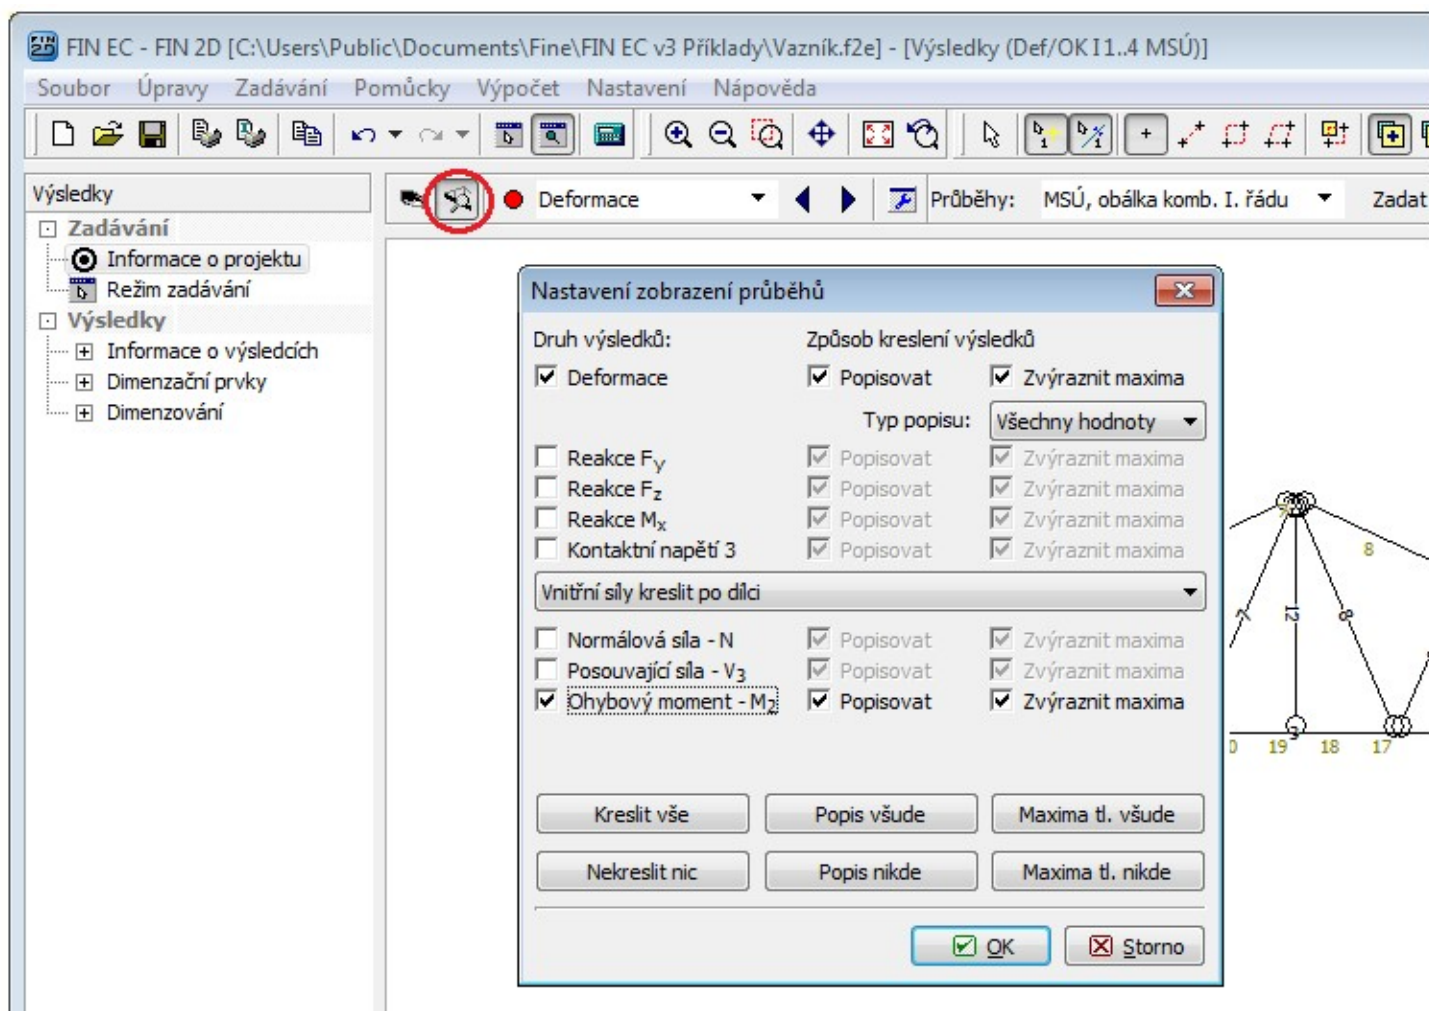 FIN EC - FIN 2D [C:\Users\Public\Documents\Fine\FIN EC v3 Příklady\Vazník.f2e] - [Výsledky (Def/OK I 1..4 MSÚ)]
Soubor Úpravy Zadávání Pomůcky Výpočet Nastavení Nápověda
Výsledky
Deformace Průběhy: MSÚ, obálka komb. I. řádu Zadat
Zadávání
Informace o projektu
Režim zadávání
Výsledky
Informace o výsledcích
Dimenzační prvky
Dimenzování
Nastavení zobrazení průběhů
Druh výsledků: Způsob kreslení výsledků
Deformace Popisovat Zvýraznit maxima
Typ popisu: Všechny hodnoty
Reakce Fy Popisovat Zvýraznit maxima
Reakce Fz Popisovat Zvýraznit maxima
Reakce Mx Popisovat Zvýraznit maxima
Kontaktní napětí 3 Popisovat Zvýraznit maxima
Vnitřní síly kreslit po dílci
Normálová síla - N Popisovat Zvýraznit maxima
Posouvající síla - V3 Popisovat Zvýraznit maxima
Ohybový moment - M2 Popisovat Zvýraznit maxima
Kreslit vše Popis všude Maxima tl. všude
Nekreslit nic Popis nikde Maxima tl. nikde
OK Storno
8
7 12 8
19 18 17